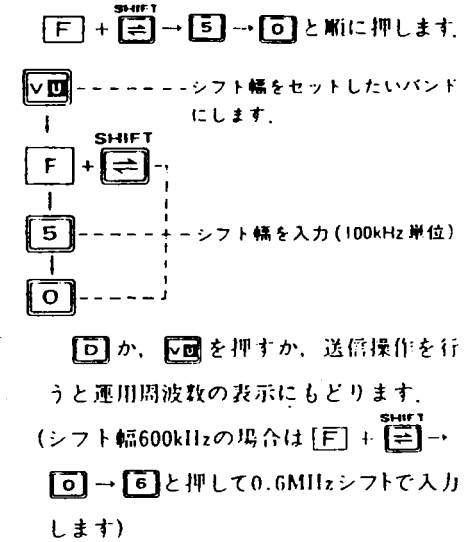 SHIFT
F + ⇌ → 5 → 0 と順に押します.
V U シフト幅をセットしたいバンド
にします.
SHIFT
F + ⇌
5 シフト幅を入力(100kHz単位)
0
D か, V U を押すか, 送信操作を行
うと運用周波数の表示にもどります.
SHIFT
(シフト幅600kHzの場合は F + ⇌ →
0 → 6 と押して0.6MHzシフトで入力
します)